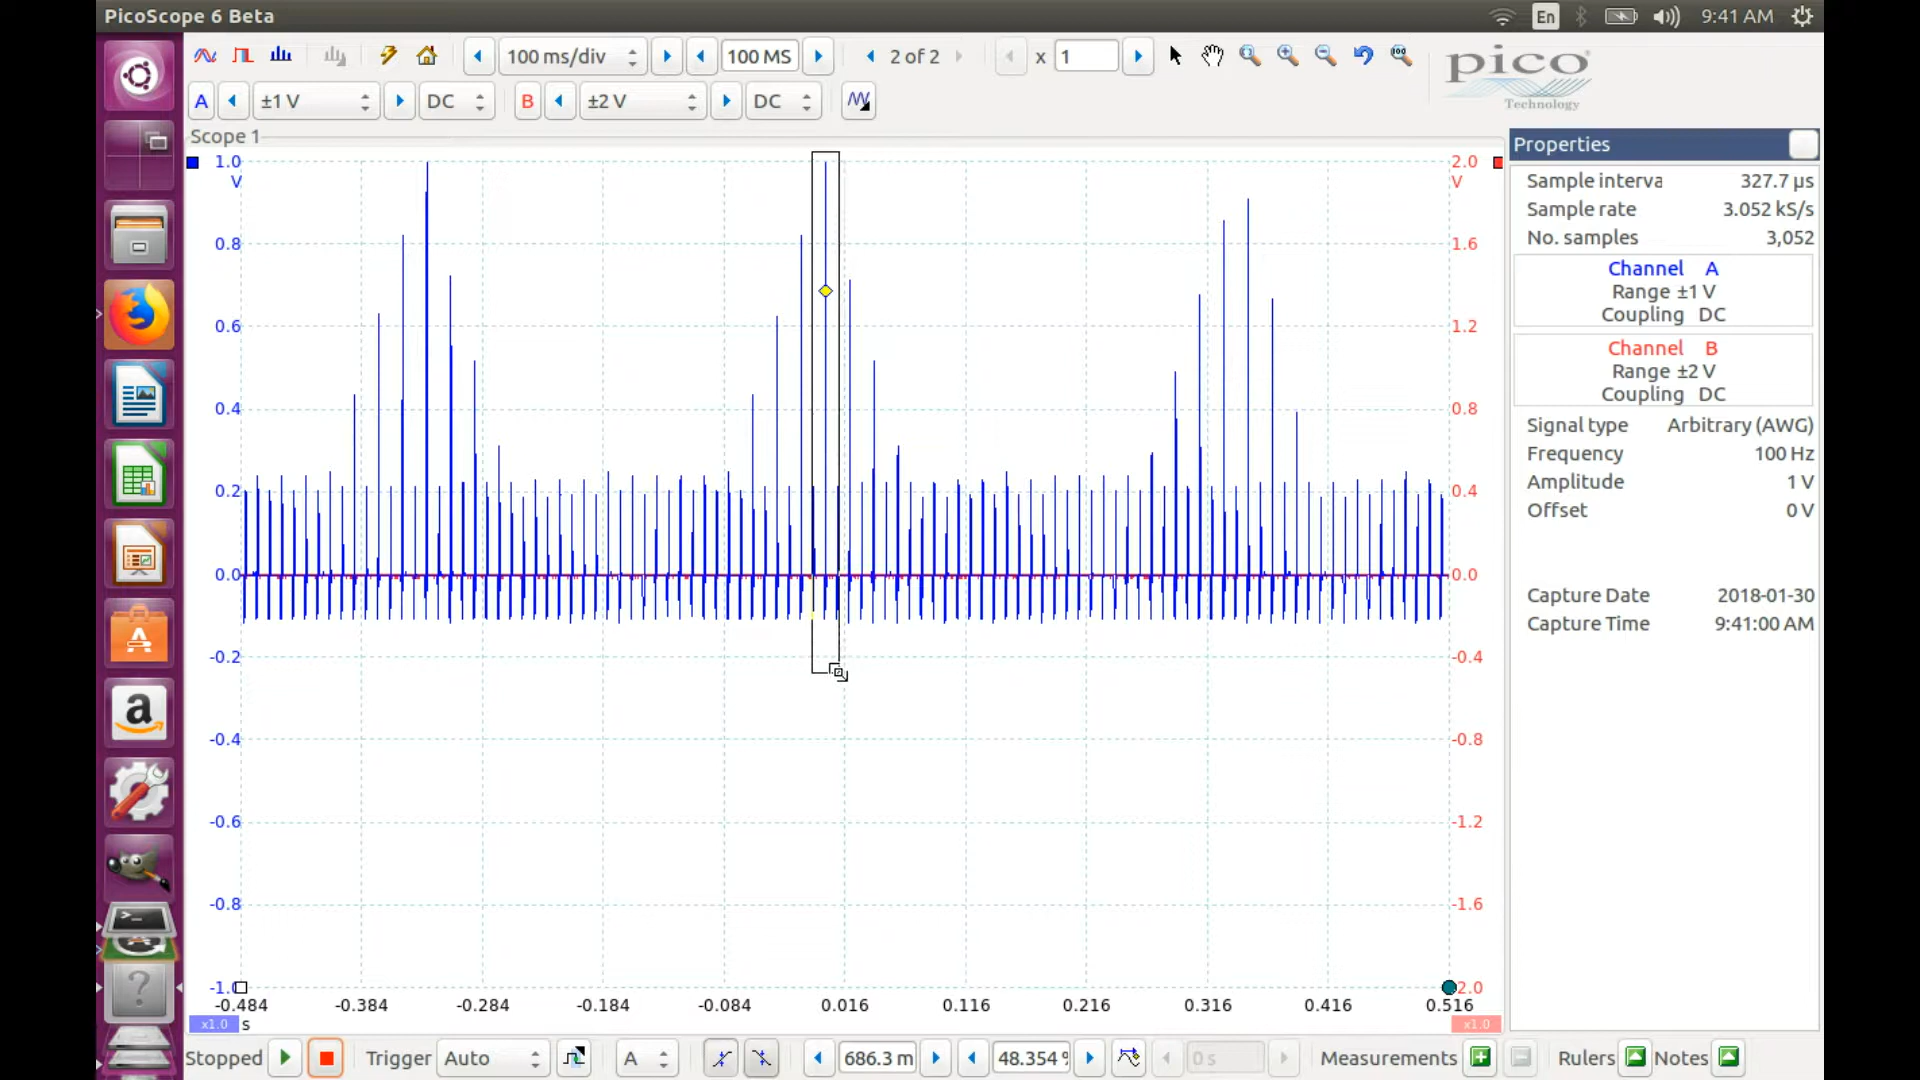 PicoScope 6 Beta
En
9:41 AM
100 ms/div
100 MS
2 of 2
x
1
pico
Technology
A
±1 V
DC
B
±2 V
DC
Scope 1
Properties
1.0
V
0.8
0.6
0.4
0.2
0.0
-0.2
-0.4
-0.6
-0.8
-1.0
2.0
V
1.6
1.2
0.8
0.4
0.0
-0.4
-0.8
-1.2
-1.6
2.0
-0.484
-0.384
-0.284
-0.184
-0.084
0.016
0.116
0.216
0.316
0.416
0.516
x1.0
s
x1.0
Sample interva 327.7 µs
Sample rate 3.052 kS/s
No. samples 3,052
Channel A
Range ±1 V
Coupling DC
Channel B
Range ±2 V
Coupling DC
Signal type Arbitrary (AWG)
Frequency 100 Hz
Amplitude 1 V
Offset 0 V
Capture Date 2018-01-30
Capture Time 9:41:00 AM
Stopped
Trigger
Auto
A
686.3 m
48.354 %
0 s
Measurements
Rulers
Notes